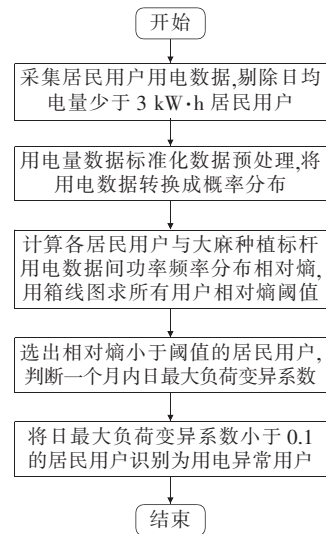 开始
采集居民用户用电数据,剔除日均
电量少于 3 kW·h 居民用户
用电量数据标准化数据预处理,将
用电数据转换成概率分布
计算各居民用户与大麻种植标杆
用电数据间功率频率分布相对熵,
用箱线图求所有用户相对熵阈值
选出相对熵小于阈值的居民用户,
判断一个月内日最大负荷变异系数
将日最大负荷变异系数小于 0.1
的居民用户识别为用电异常用户
结束